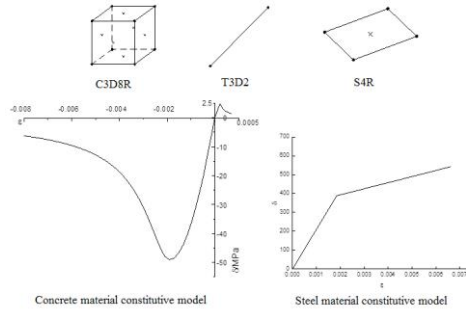 C3D8R
T3D2
S4R
-0.008 -0.006 -0.004 -0.002 2.5
ε
0 0.0005
-10
-20
-30
-40
-50
/MPa
700
600
500
400
300
200
100
0
0.000 0.001 0.002 0.003 0.004 0.005 0.006 0.007
ε
Concrete material constitutive model
Steel material constitutive model